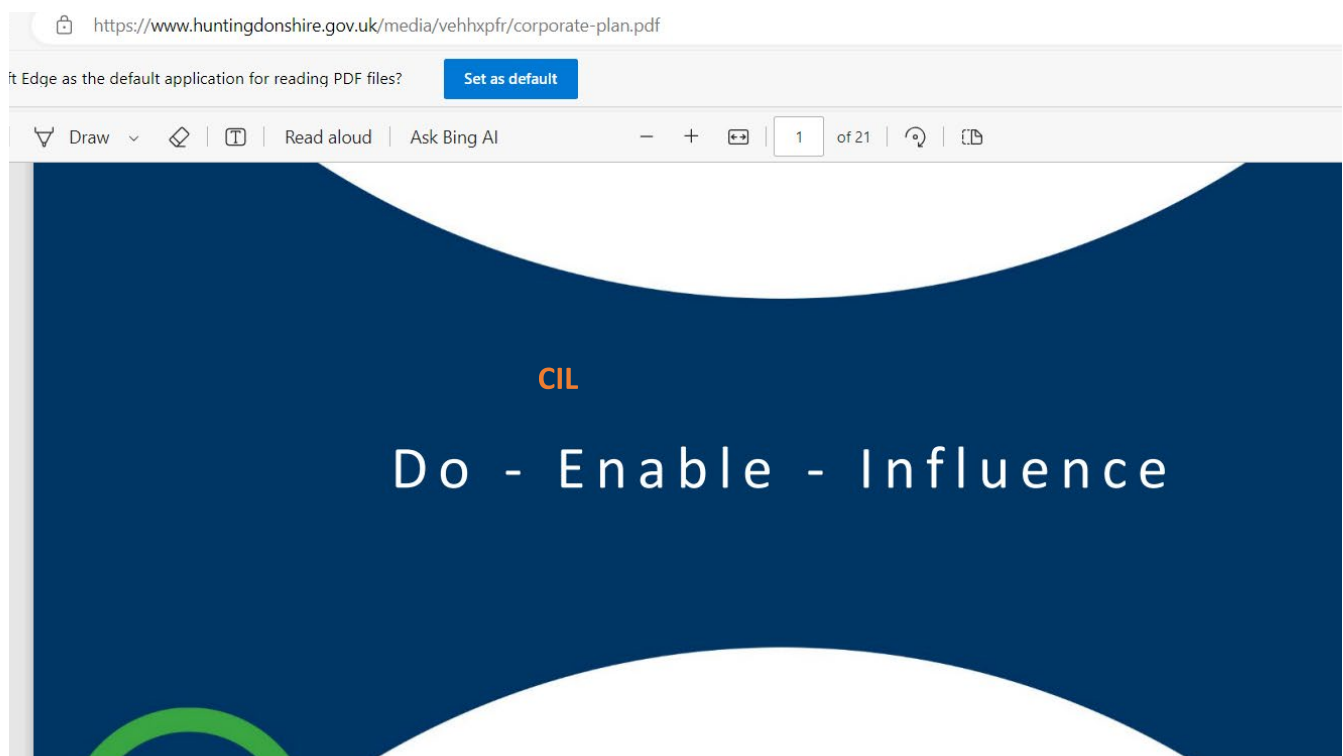 https://www.huntingdonshire.gov.uk/media/vehhxpfr/corporate-plan.pdf
ft Edge as the default application for reading PDF files? Set as default
Draw T Read aloud Ask Bing AI 1 of 21
CIL
Do - Enable - Influence